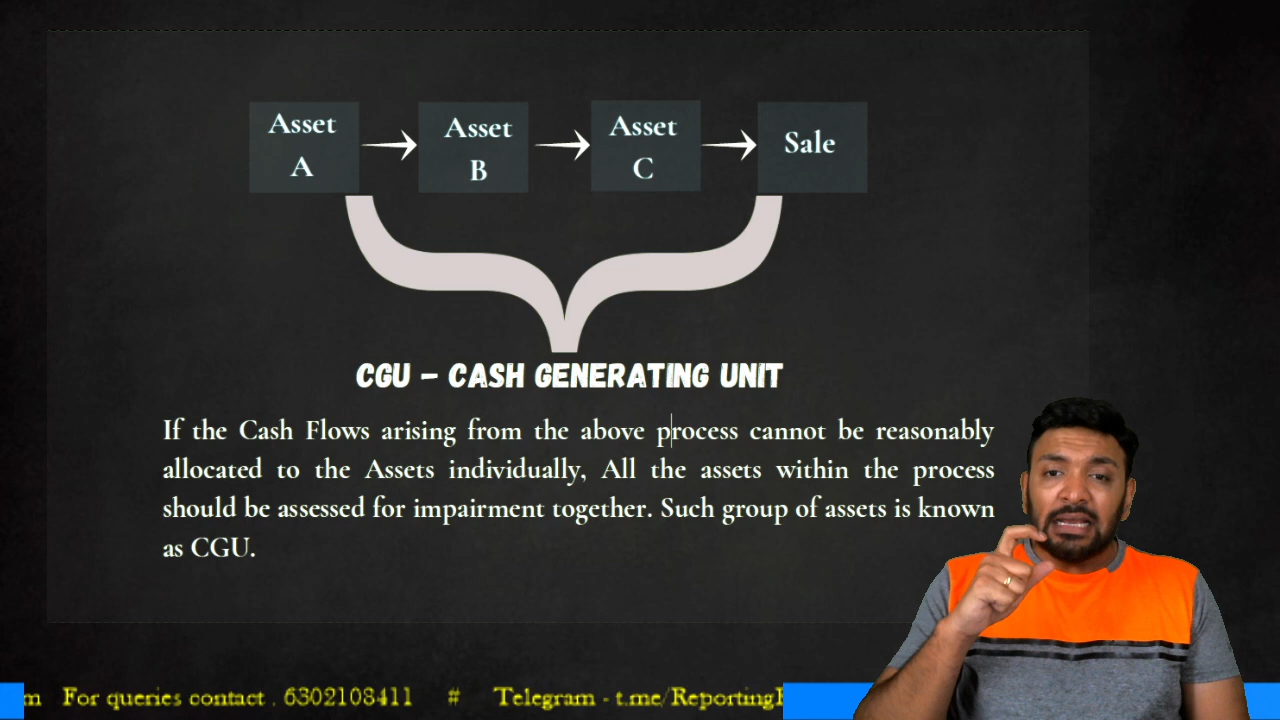 Asset
A
Asset
B
Asset
C
Sale
CGU – CASH GENERATING UNIT
If the Cash Flows arising from the above process cannot be reasonably
allocated to the Assets individually, All the assets within the process
should be assessed for impairment together. Such group of assets is known
as CGU.
For queries contact . 6302108411 # Telegram - t.me/Reporting